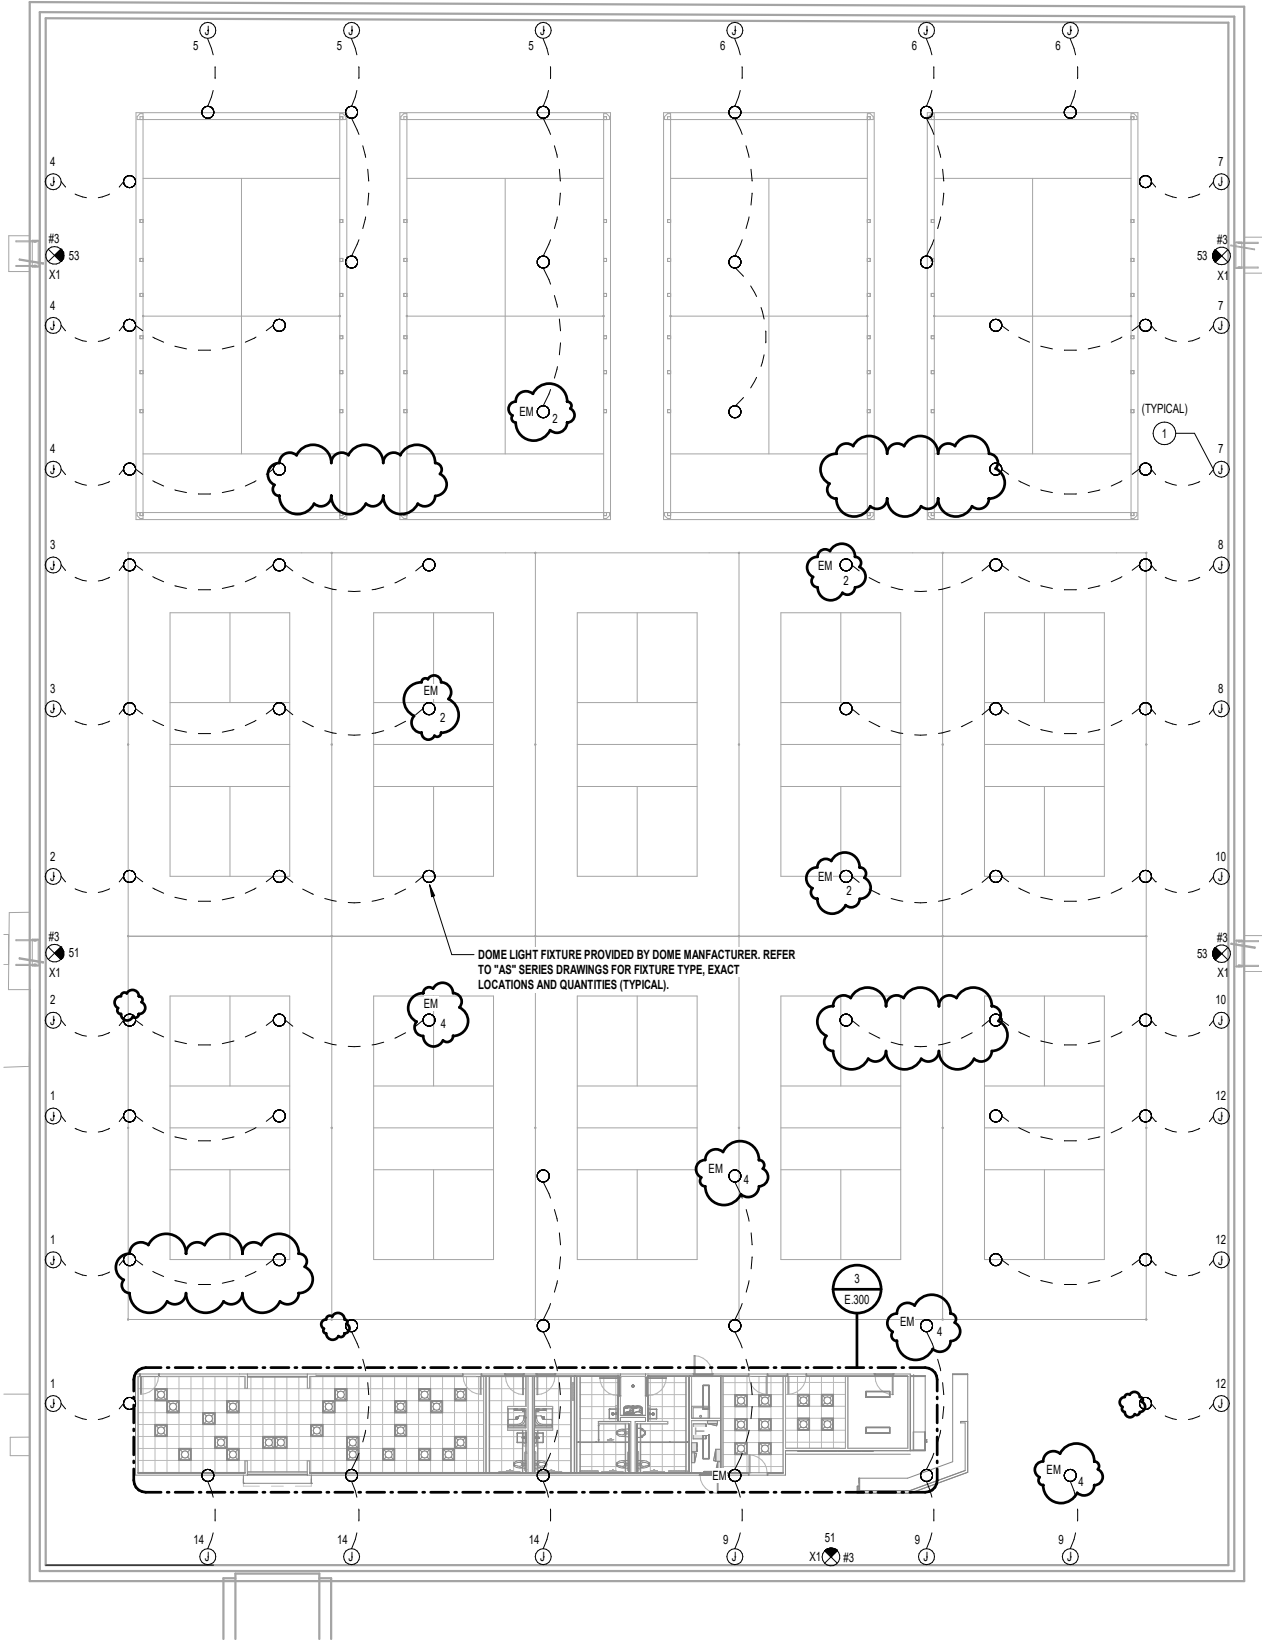 J J J J J J
5 5 5 6 6 6
4 7
J J
#3 #3
53 53
X1 X1
4 7
J J
EM 2
(TYPICAL)
1
4 7
J J
3 8
J EM J
2
3 EM 8
J J
2
2 10
J EM J
2
DOME LIGHT FIXTURE PROVIDED BY DOME MANFACTURER. REFER
TO "AS" SERIES DRAWINGS FOR FIXTURE TYPE, EXACT
LOCATIONS AND QUANTITIES (TYPICAL).
#3 #3
51 53
X1 X1
2 EM 10
J 4 J
1 12
J J
EM 4
1 12
J J
3
E.300
EM 4
1 12
J J
EM EM 4
14 14 14 9 51 9 9
J J J J X1 #3 J J